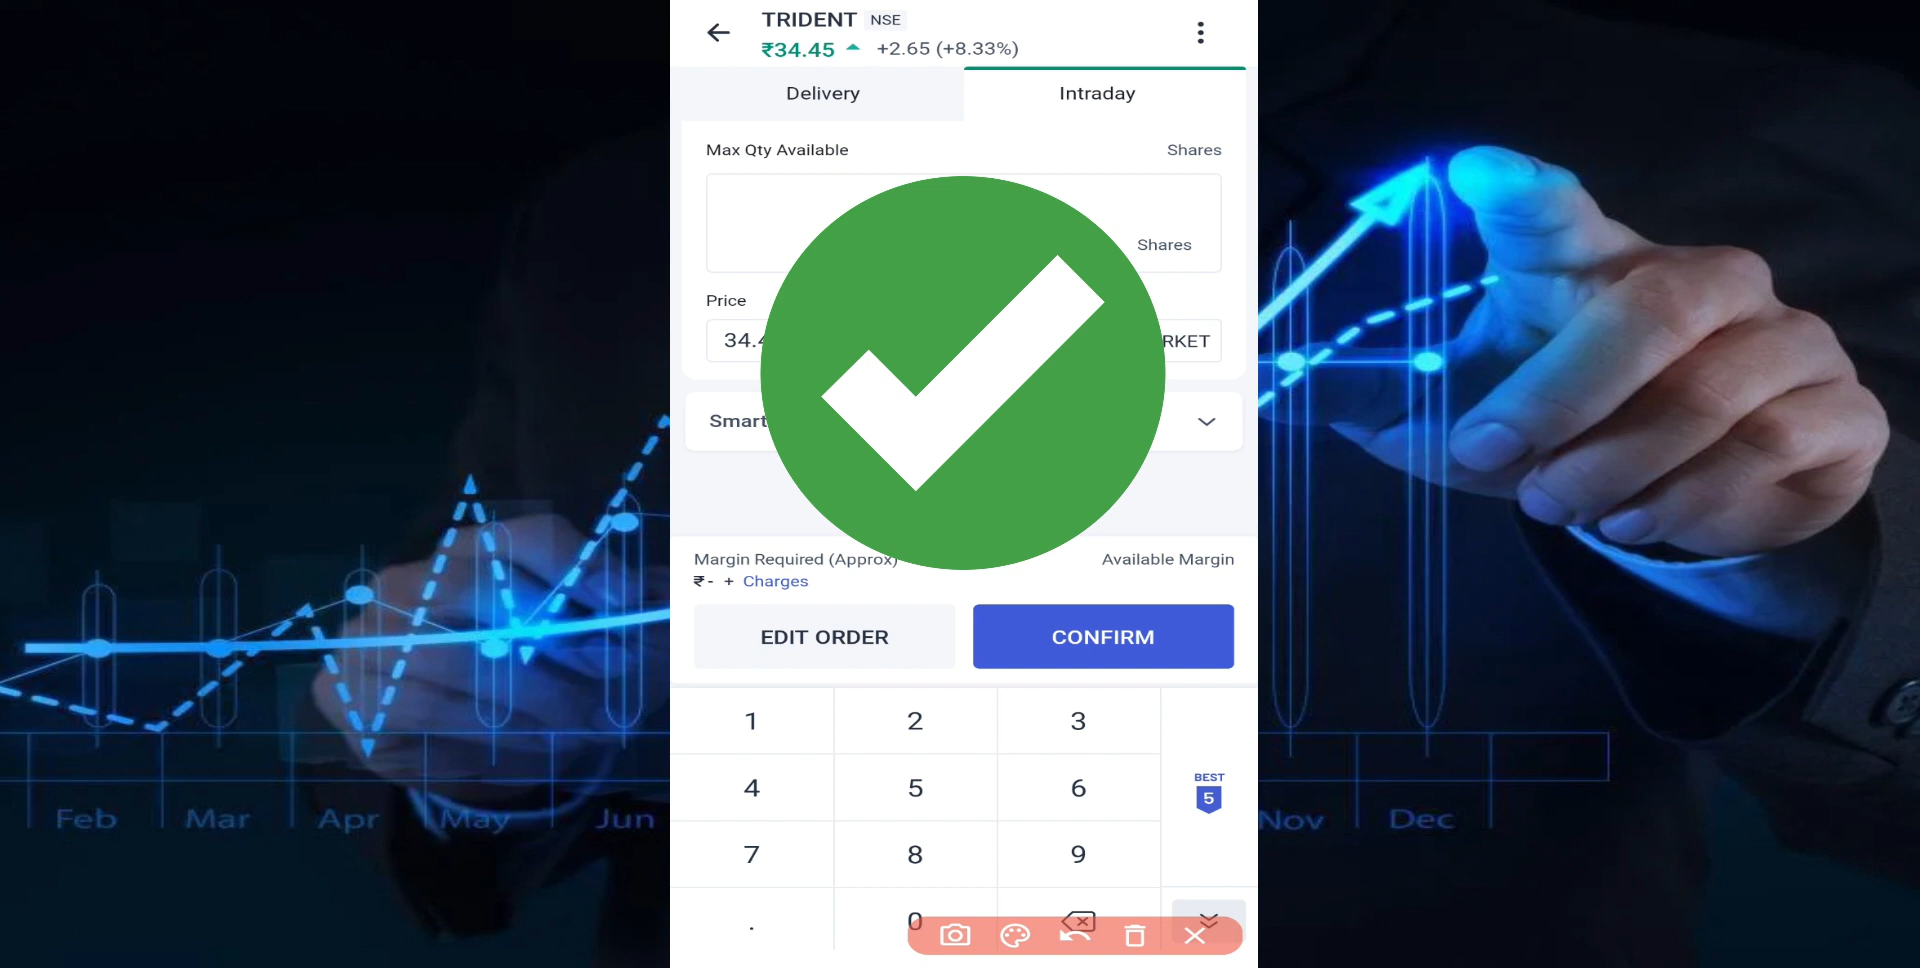 TRIDENT NSE
₹34.45 +2.65 (+8.33%)
Delivery Intraday
Max Qty Available Shares
Shares
Price
34.4 RKET
Smart
Margin Required (Approx) Available Margin
₹- + Charges
EDIT ORDER CONFIRM
1 2 3
BEST
5
4 5 6
7 8 9
. 0
Feb Mar Apr May Jun Nov Dec